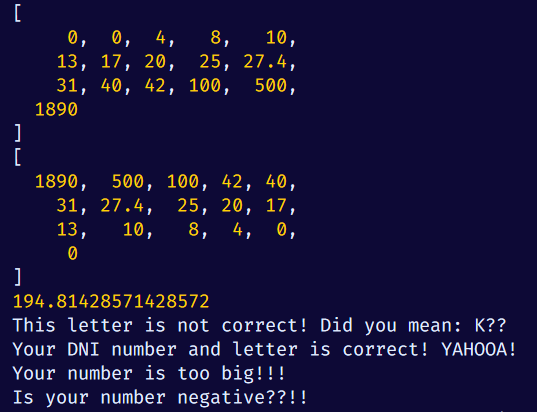 [
0, 0, 4, 8, 10,
13, 17, 20, 25, 27.4,
31, 40, 42, 100, 500,
1890
]
[
1890, 500, 100, 42, 40,
31, 27.4, 25, 20, 17,
13, 10, 8, 4, 0,
0
]
194.81428571428572
This letter is not correct! Did you mean: K??
Your DNI number and letter is correct! YAHOOA!
Your number is too big!!!
Is your number negative??!!